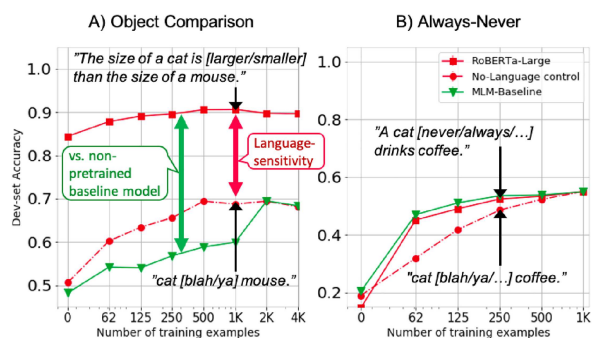 A) Object Comparison
B) Always-Never
"The size of a cat is [larger/smaller]
than the size of a mouse."
RoBERTa-Large
No-Language control
MLM-Baseline
vs. non-
pretrained
baseline model
Language-
sensitivity
"cat [blah/ya] mouse."
"A cat [never/always/…]
drinks coffee."
"cat [blah/ya/…] coffee."
Dev-set Accuracy
1.0
0.9
0.8
0.7
0.6
0.5
0 62 125 250 500 1K 2K 4K
Number of training examples
1.0
0.8
0.6
0.4
0.2
0 62 125 250 500 1K
Number of training examples